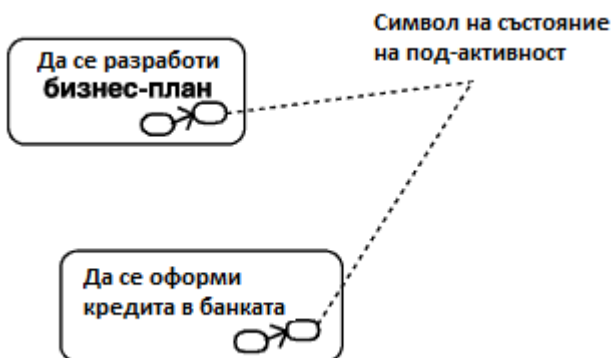 Символ на състояние
на под-активност
Да се разработи
бизнес-план
Да се оформи
кредита в банката